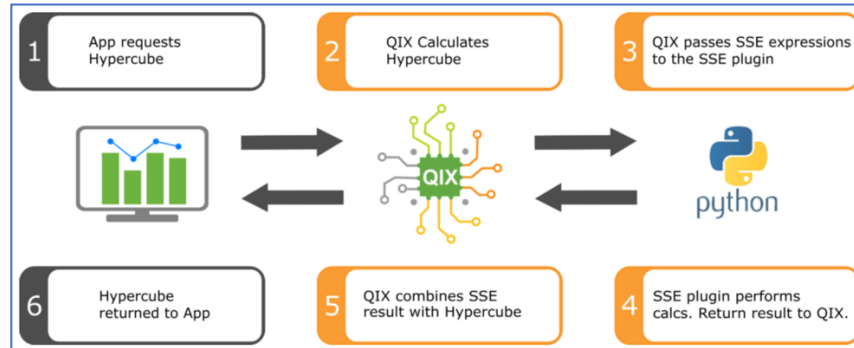 1
App requests
Hypercube
2
QIX Calculates
Hypercube
3
QIX passes SSE expressions
to the SSE plugin
QIX
python
6
Hypercube
returned to App
5
QIX combines SSE
result with Hypercube
4
SSE plugin performs
calcs. Return result to QIX.